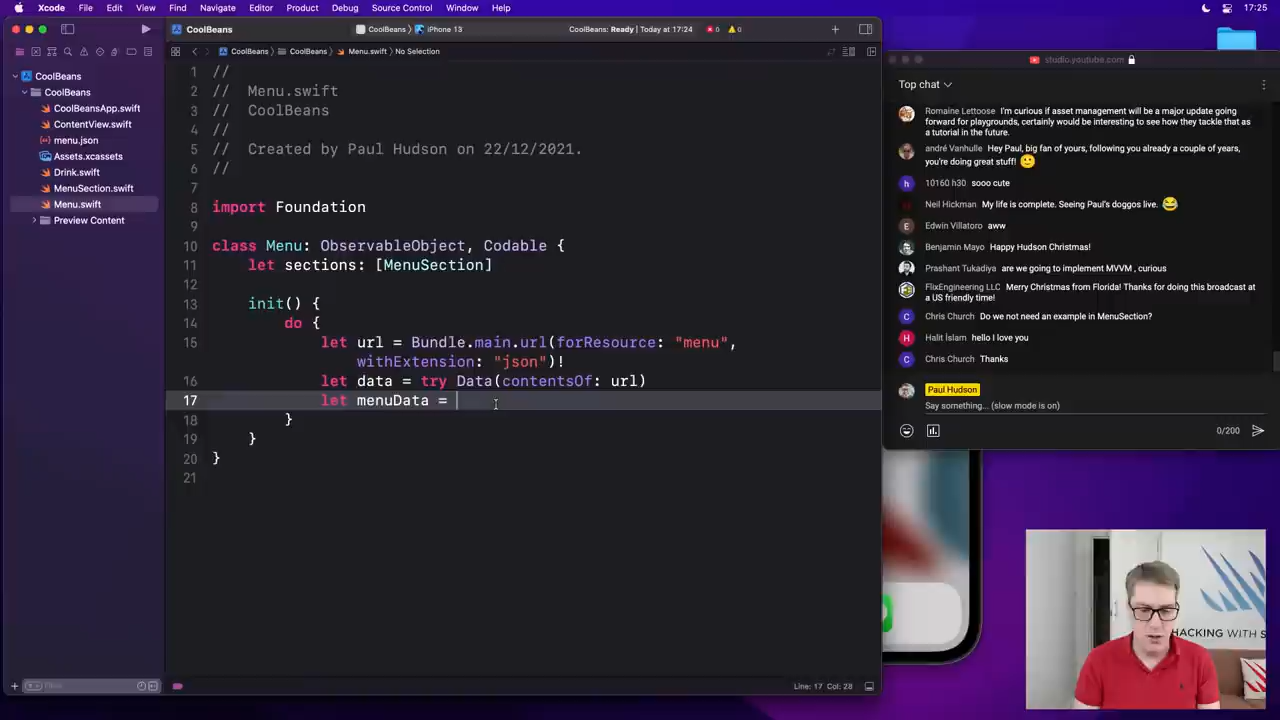 Xcode File Edit View Find Navigate Editor Product Debug Source Control Window Help 17:25
CoolBeans
CoolBeans iPhone 13
CoolBeans: Ready | Today at 17:24
0 0
CoolBeans CoolBeans Menu.swift No Selection
CoolBeans
CoolBeans
CoolBeansApp.swift
ContentView.swift
menu.json
Assets.xcassets
Drink.swift
MenuSection.swift
Menu.swift
Preview Content
Filter
1 //
2 // Menu.swift
3 // CoolBeans
4 //
5 // Created by Paul Hudson on 22/12/2021.
6 //
7
8 import Foundation
9
10 class Menu: ObservableObject, Codable {
11 let sections: [MenuSection]
12
13 init() {
14 do {
15 let url = Bundle.main.url(forResource: "menu",
withExtension: "json")!
16 let data = try Data(contentsOf: url)
17 let menuData =
18 }
19 }
20 }
21
Line: 17 Col: 28
studio.youtube.com
Top chat
Romaine Lettoose I'm curious if asset management will be a major update going
forward for playgrounds, certainly would be interesting to see how they tackle that as
a tutorial in the future.
andré Vanhulle Hey Paul, big fan of yours, following you already a couple of years,
you're doing great stuff! 🙂
h 10160 h30 sooo cute
Neil Hickman My life is complete. Seeing Paul's doggos live. 😂
E Edwin Villatoro aww
Benjamin Mayo Happy Hudson Christmas!
Prashant Tukadiya are we going to implement MVVM , curious
FlixEngineering LLC Merry Christmas from Florida! Thanks for doing this broadcast at
a US friendly time!
C Chris Church Do we not need an example in MenuSection?
H Halit İslam hello I love you
C Chris Church Thanks
Paul Hudson
Say something... (slow mode is on)
0/200
HACKING WITH S